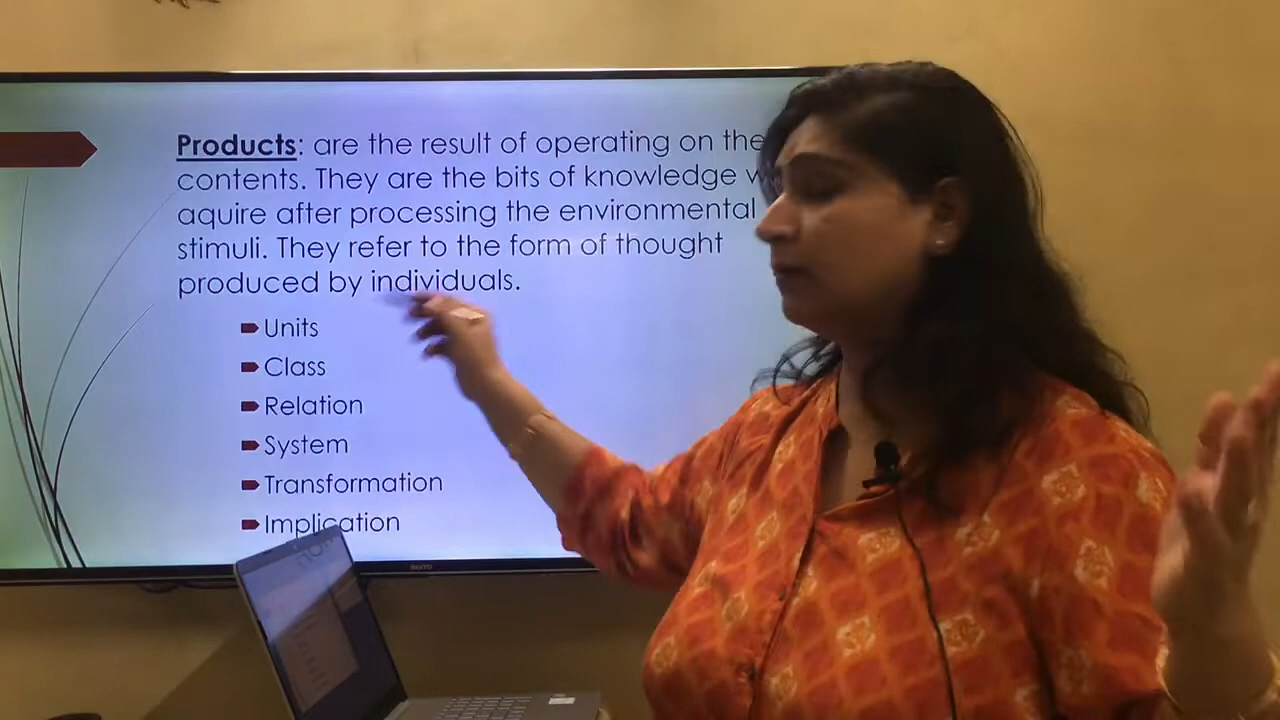 Products: are the result of operating on the
contents. They are the bits of knowledge
aquire after processing the environmental
stimuli. They refer to the form of thought
produced by individuals.
Units
Class
Relation
System
Transformation
Implication
SANYO